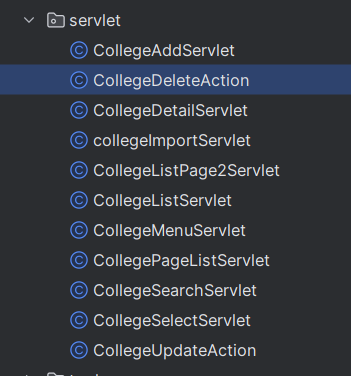 servlet
CollegeAddServlet
CollegeDeleteAction
CollegeDetailServlet
collegeImportServlet
CollegeListPage2Servlet
CollegeListServlet
CollegeMenuServlet
CollegePageListServlet
CollegeSearchServlet
CollegeSelectServlet
CollegeUpdateAction